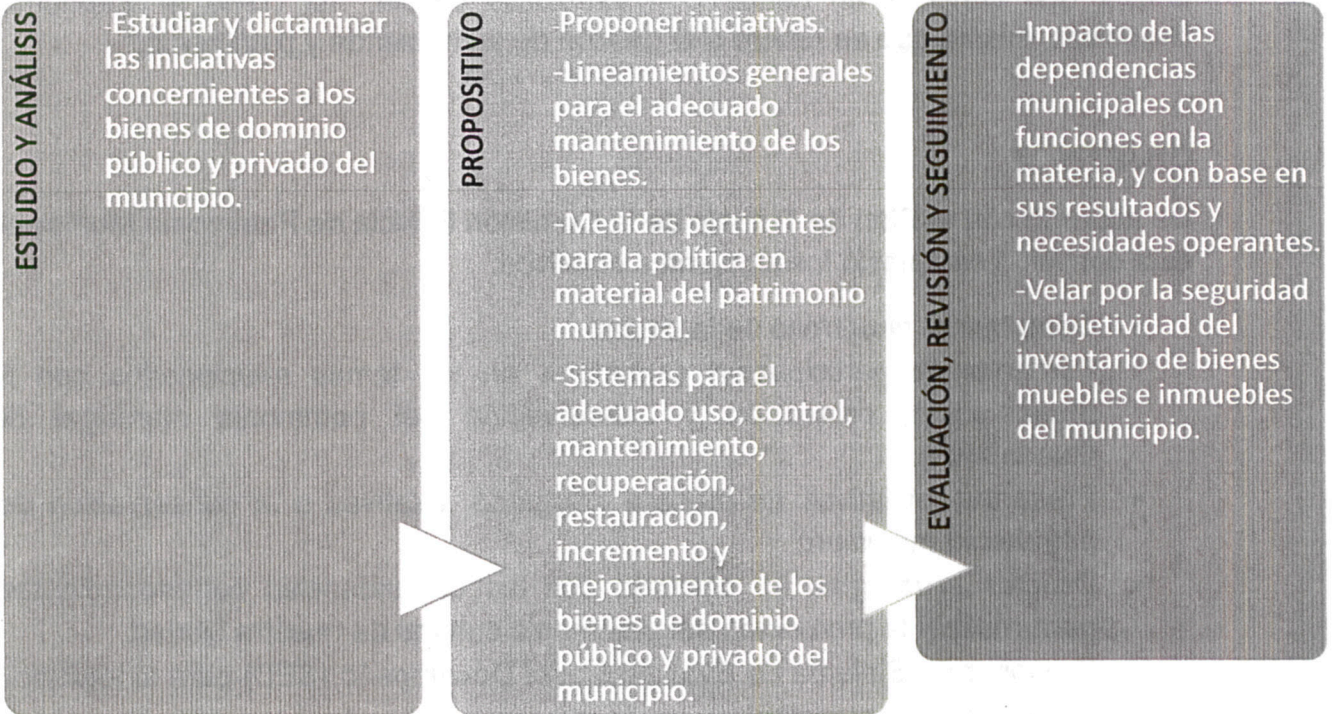 ESTUDIO Y ANÁLISIS
-Estudiar y dictaminar
las iniciativas
concernientes a los
bienes de dominio
público y privado del
municipio.
PROPOSITIVO
-Proponer iniciativas.
-Lineamientos generales
para el adecuado
mantenimiento de los
bienes.
-Medidas pertinentes
para la política en
material del patrimonio
municipal.
-Sistemas para el
adecuado uso, control,
mantenimiento,
recuperación,
restauración,
incremento y
mejoramiento de los
bienes de dominio
público y privado del
municipio.
EVALUACIÓN, REVISIÓN Y SEGUIMIENTO
-Impacto de las
dependencias
municipales con
funciones en la
materia, y con base en
sus resultados y
necesidades operantes.
-Velar por la seguridad
y objetividad del
inventario de bienes
muebles e inmuebles
del municipio.